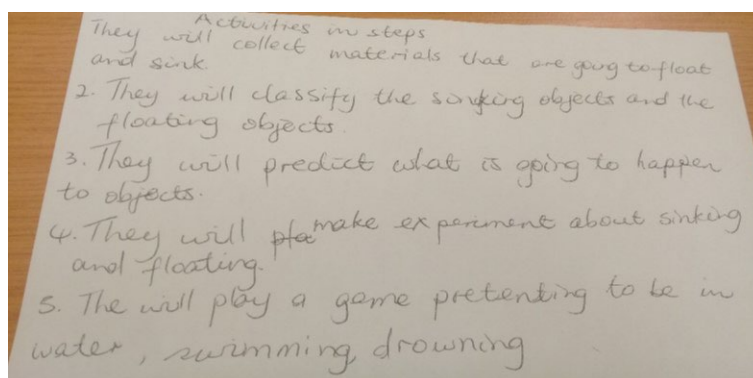 Activities in steps
They will collect materials that are goug to float
and sink.
2. They will classify the sinking objects and the
floating objects.
3. They will predict what is going to happen
to objects.
4. They will pla make experiment about sinking
and floating.
5. The will play a game pretenting to be in
water, swimming, drowning